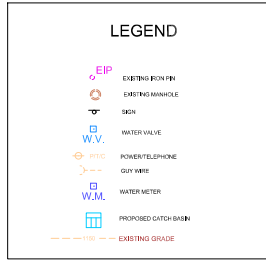 LEGEND
EIP
EXISTING IRON PIN
EXISTING MANHOLE
SIGN
W.V.
WATER VALVE
POWER/TELEPHONE
GUY WIRE
W.M.
WATER METER
PROPOSED CATCH BASIN
EXISTING GRADE